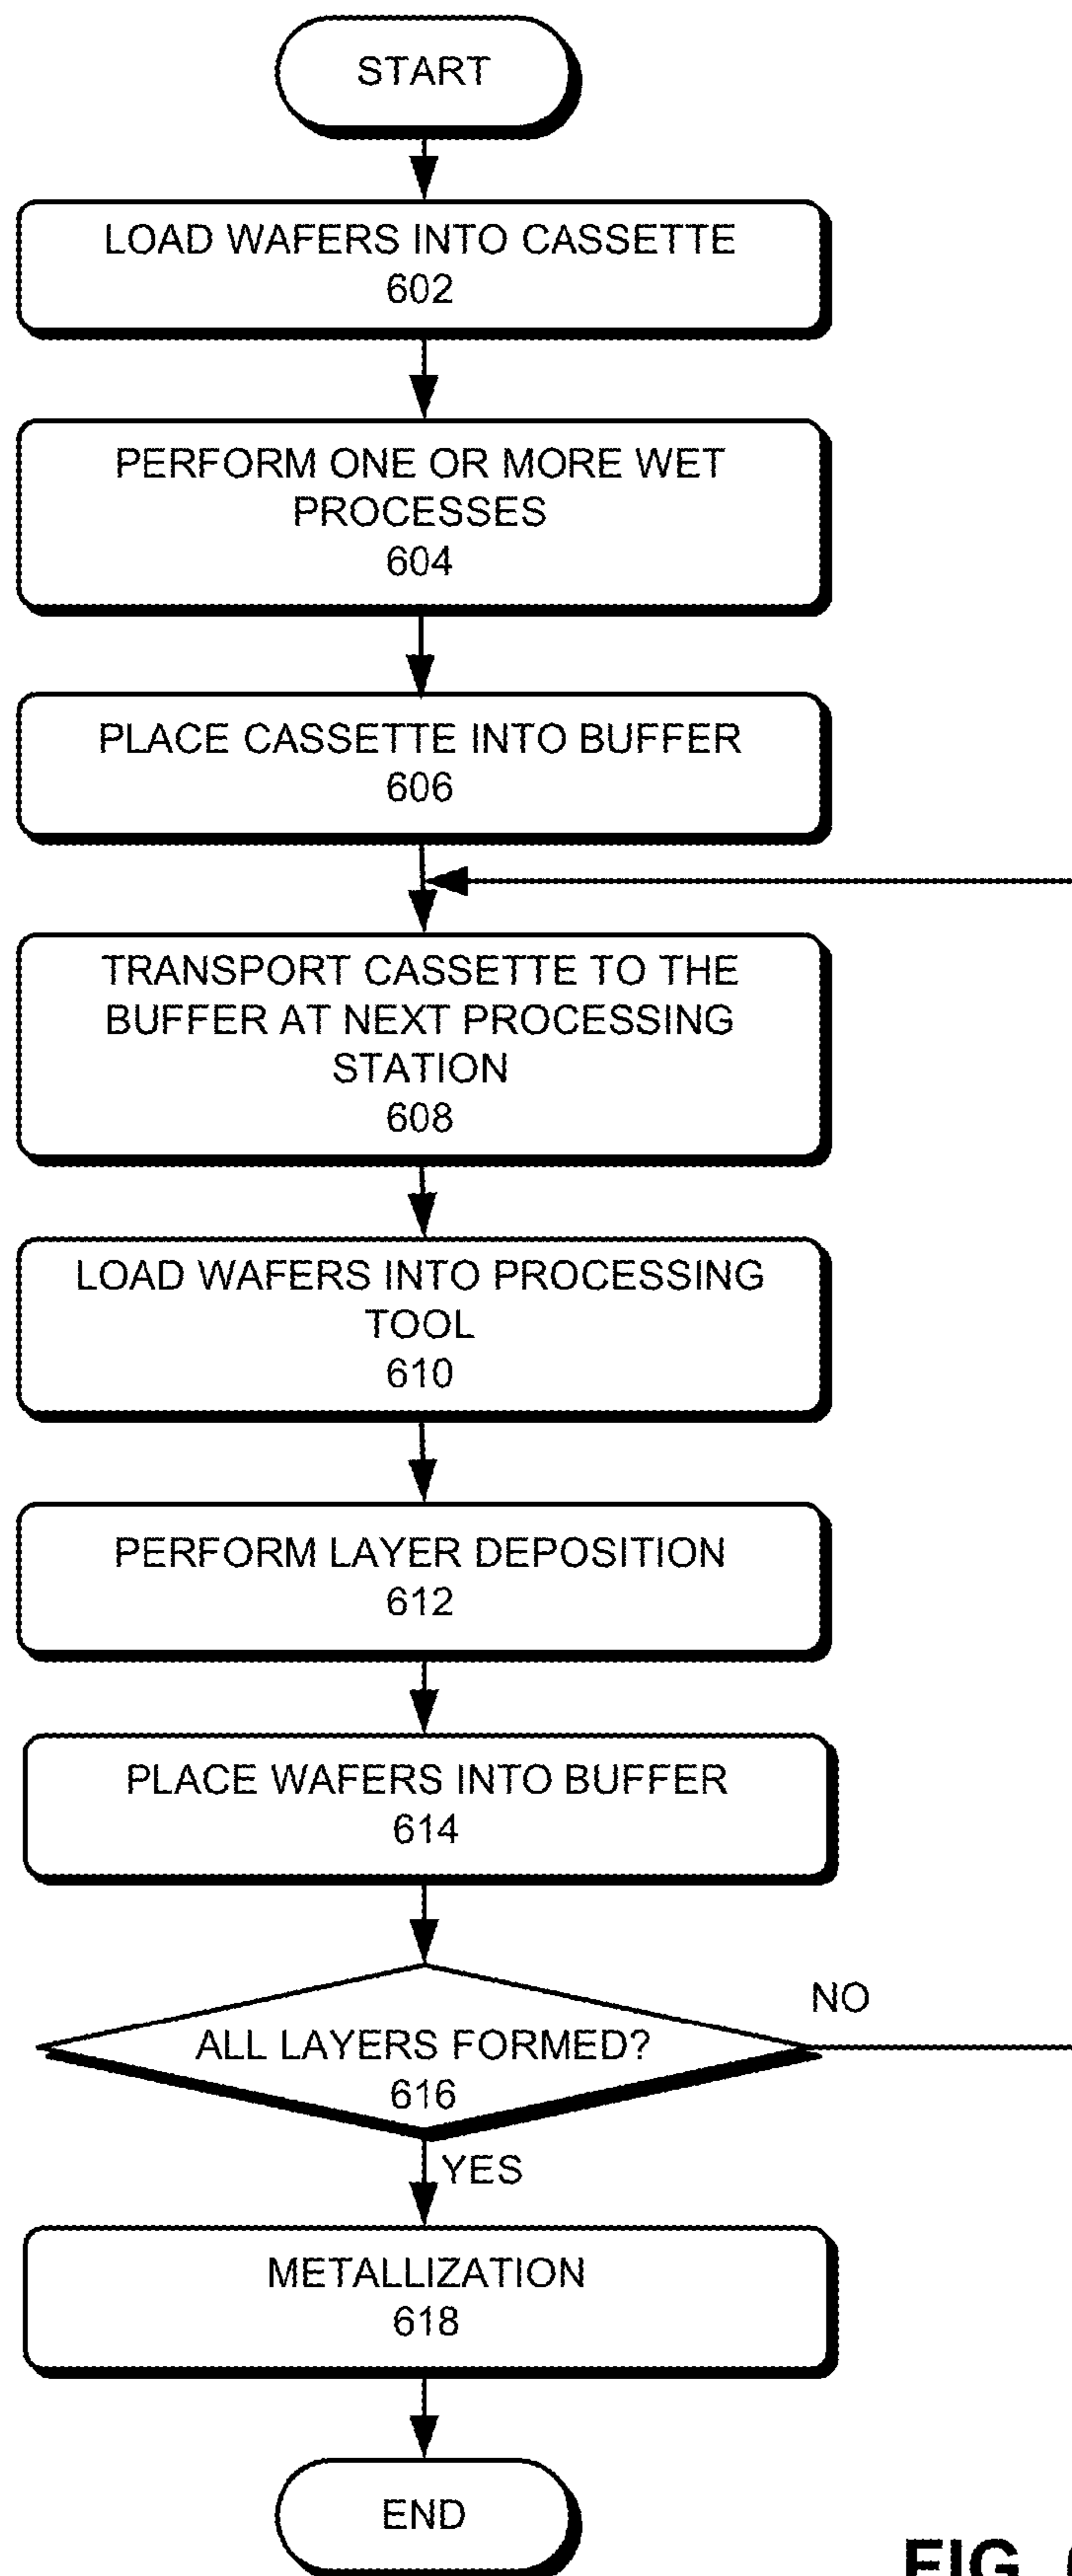 START
LOAD WAFERS INTO CASSETTE
602
PERFORM ONE OR MORE WET
PROCESSES
604
PLACE CASSETTE INTO BUFFER
606
TRANSPORT CASSETTE TO THE
BUFFER AT NEXT PROCESSING
STATION
608
LOAD WAFERS INTO PROCESSING
TOOL
610
PERFORM LAYER DEPOSITION
612
PLACE WAFERS INTO BUFFER
614
NO
ALL LAYERS FORMED?
616
YES
METALLIZATION
618
END
FIG.